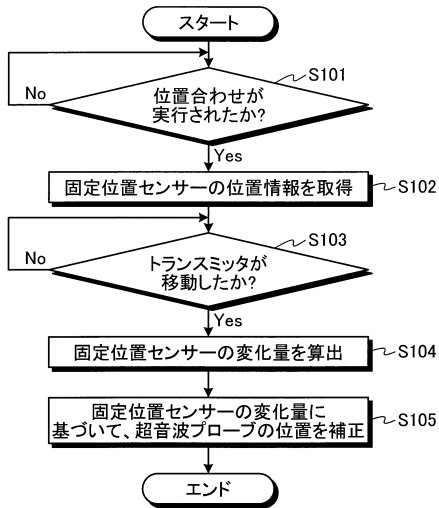 スタート
S101
No
位置合わせが
実行されたか?
Yes
固定位置センサーの位置情報を取得
S102
S103
No
トランスミッタが
移動したか?
Yes
固定位置センサーの変化量を算出
S104
固定位置センサーの変化量に
基づいて、超音波プローブの位置を補正
S105
エンド